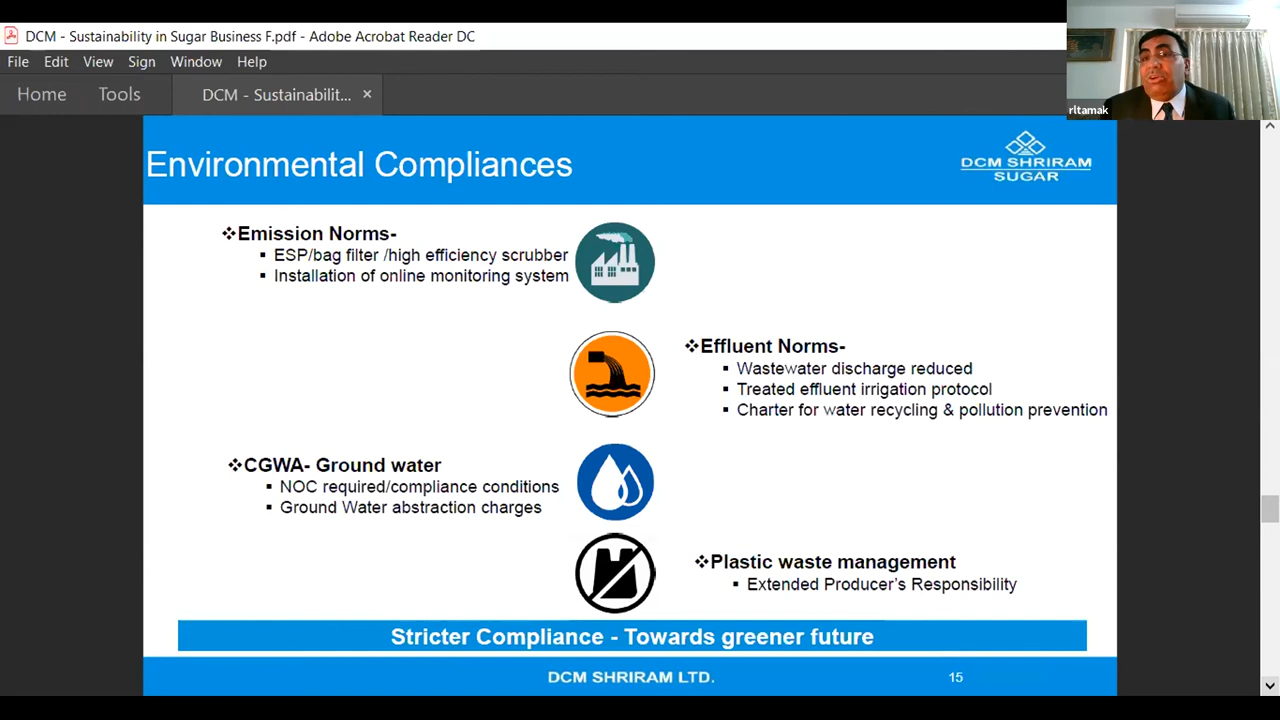 DCM - Sustainability in Sugar Business F.pdf - Adobe Acrobat Reader DC
File Edit View Sign Window Help
Home Tools DCM - Sustainabilit... ×
rltamak
Environmental Compliances
DCM SHRIRAM
SUGAR
❖Emission Norms-
▪ ESP/bag filter /high efficiency scrubber
▪ Installation of online monitoring system
❖Effluent Norms-
▪ Wastewater discharge reduced
▪ Treated effluent irrigation protocol
▪ Charter for water recycling & pollution prevention
❖CGWA- Ground water
▪ NOC required/compliance conditions
▪ Ground Water abstraction charges
❖Plastic waste management
▪ Extended Producer's Responsibility
Stricter Compliance - Towards greener future
DCM SHRIRAM LTD.
15